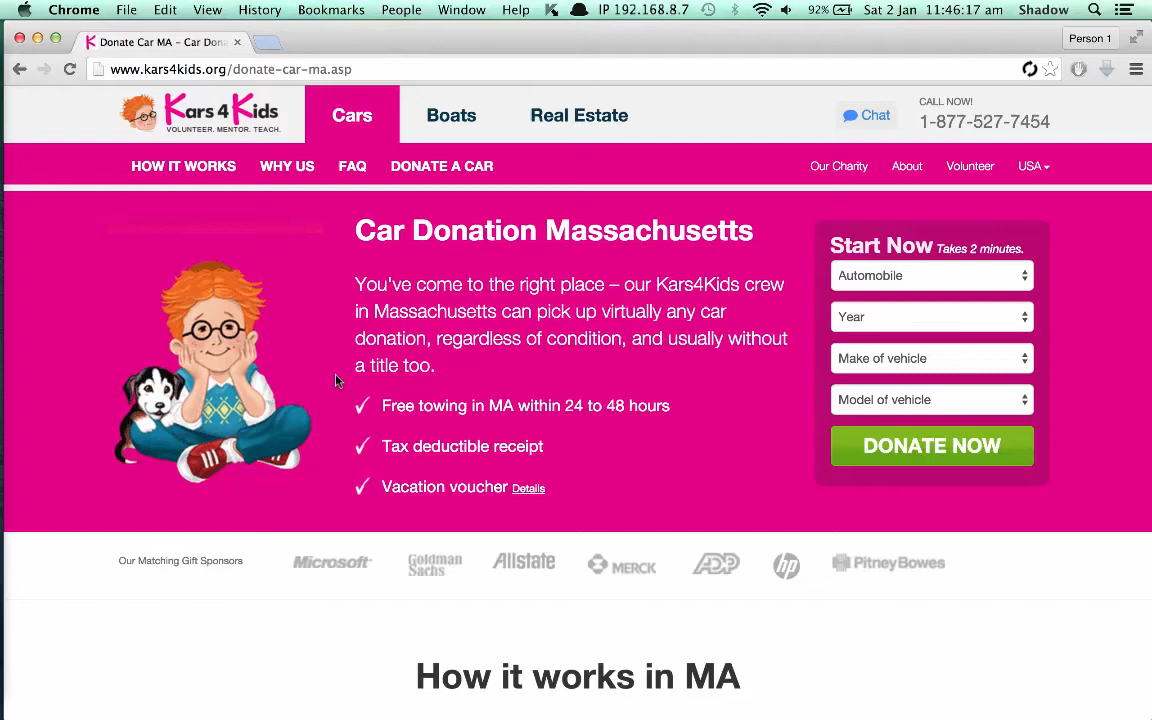 Chrome File Edit View History Bookmarks People Window Help IP 192.168.8.7 92% Sat 2 Jan 11:46:17 am Shadow
Donate Car MA – Car Dona
Person 1
www.kars4kids.org/donate-car-ma.asp
Kars 4 Kids
VOLUNTEER. MENTOR. TEACH.
Cars Boats Real Estate
Chat
CALL NOW!
1-877-527-7454
HOW IT WORKS WHY US FAQ DONATE A CAR
Our Charity About Volunteer USA
Car Donation Massachusetts
You've come to the right place – our Kars4Kids crew
in Massachusetts can pick up virtually any car
donation, regardless of condition, and usually without
a title too.
Free towing in MA within 24 to 48 hours
Tax deductible receipt
Vacation voucher Details
Start Now Takes 2 minutes.
Automobile
Year
Make of vehicle
Model of vehicle
DONATE NOW
Our Matching Gift Sponsors
Microsoft
Goldman
Sachs
Allstate
MERCK
ADP
hp
PitneyBowes
How it works in MA